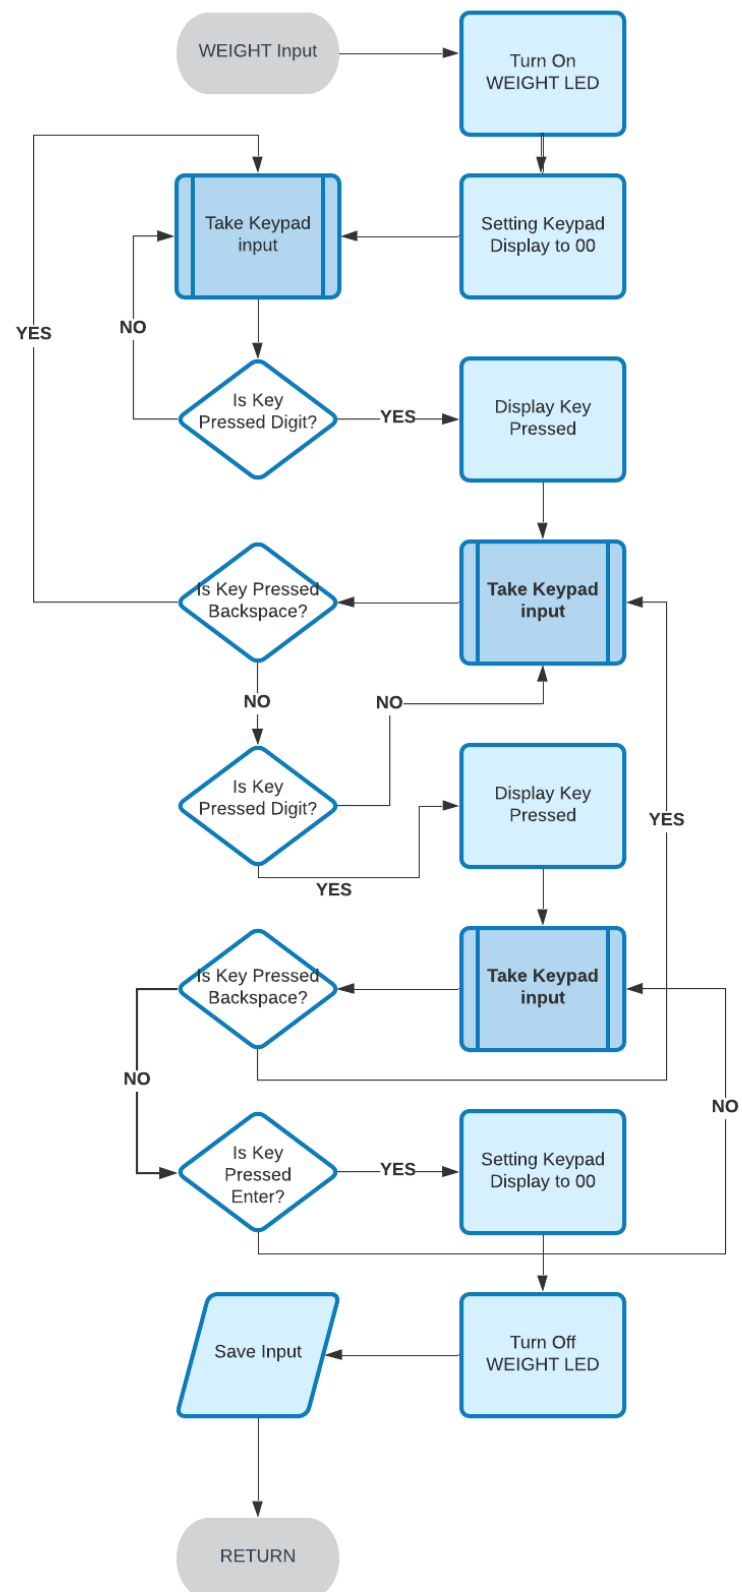 WEIGHT Input
Turn On
WEIGHT LED
Take Keypad
input
Setting Keypad
Display to 00
NO
YES
Is Key
Pressed Digit?
YES
Display Key
Pressed
Is Key Pressed
Backspace?
Take Keypad
input
NO
NO
Is Key
Pressed Digit?
Display Key
Pressed
YES
YES
Is Key Pressed
Backspace?
Take Keypad
input
NO
NO
Is Key
Pressed
Enter?
YES
Setting Keypad
Display to 00
Save Input
Turn Off
WEIGHT LED
RETURN